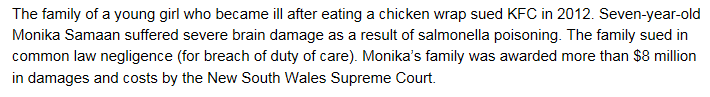 The family of a young girl who became ill after eating a chicken wrap sued KFC in 2012. Seven-year-old
Monika Samaan suffered severe brain damage as a result of salmonella poisoning. The family sued in
common law negligence (for breach of duty of care). Monika's family was awarded more than $8 million
in damages and costs by the New South Wales Supreme Court.